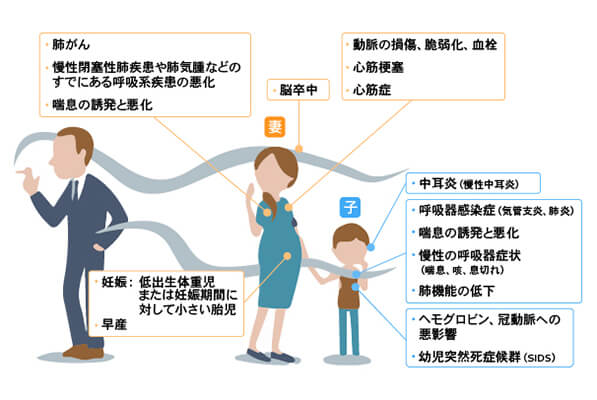 ・肺がん
・慢性閉塞性肺疾患や肺気腫などの
すでにある呼吸系疾患の悪化
・喘息の誘発と悪化
・脳卒中
・動脈の損傷、脆弱化、血栓
・心筋梗塞
・心筋症
妻
子
・中耳炎（慢性中耳炎）
・呼吸器感染症（気管支炎、肺炎）
・喘息の誘発と悪化
・慢性の呼吸器症状
（喘息、咳、息切れ）
・肺機能の低下
・妊娠： 低出生体重児
または妊娠期間に
対して小さい胎児
・早産
・ヘモグロビン、冠動脈への
悪影響
・幼児突然死症候群（SIDS）